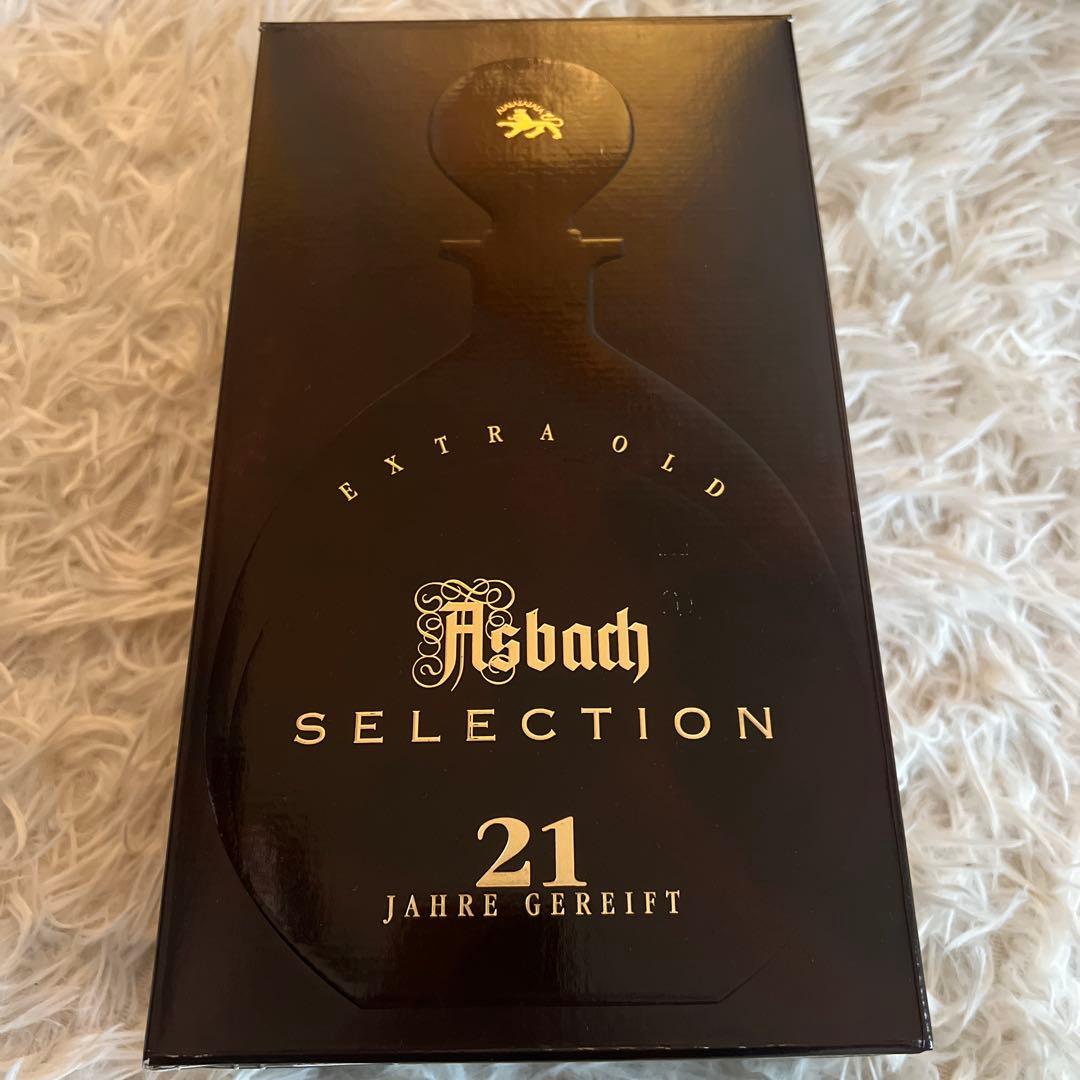 EXTRA OLD
Asbach
SELECTION
21
JAHRE GEREIFT